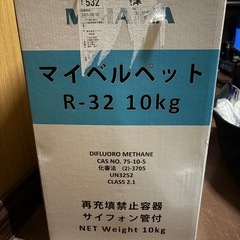 マイベルペット
R-32 10kg
DIFLUORO METHANE
CAS NO. 75-10-5
化審法 (2)-3705
UN3252
CLASS 2.1
再充填禁止容器
サイフォン管付
NET Weight 10kg